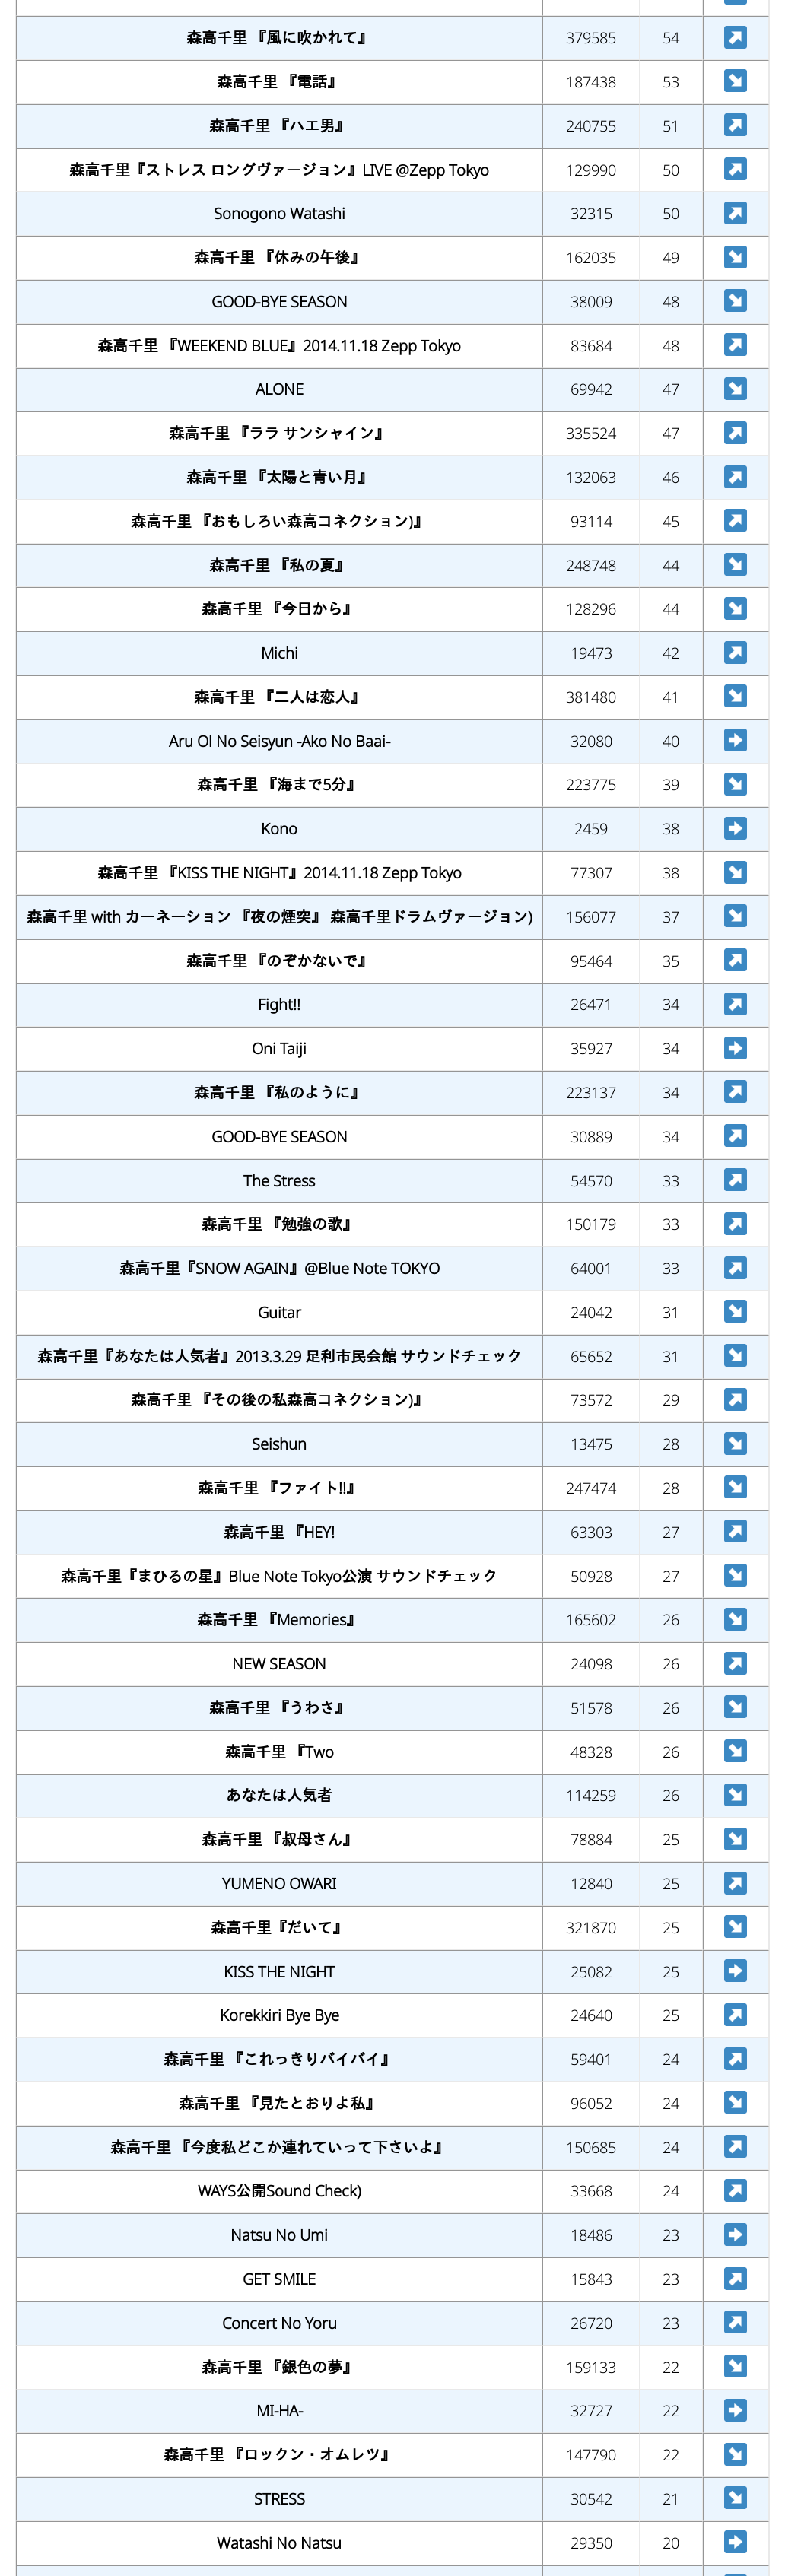 森高千里 『風に吹かれて』 379585 54
森高千里 『電話』 187438 53
森高千里 『ハエ男』 240755 51
森高千里『ストレス ロングヴァージョン』LIVE @Zepp Tokyo 129990 50
Sonogono Watashi 32315 50
森高千里 『休みの午後』 162035 49
GOOD-BYE SEASON 38009 48
森高千里 『WEEKEND BLUE』2014.11.18 Zepp Tokyo 83684 48
ALONE 69942 47
森高千里 『ララ サンシャイン』 335524 47
森高千里 『太陽と青い月』 132063 46
森高千里 『おもしろい森高コネクション)』 93114 45
森高千里 『私の夏』 248748 44
森高千里 『今日から』 128296 44
Michi 19473 42
森高千里 『二人は恋人』 381480 41
Aru Ol No Seisyun -Ako No Baai- 32080 40
森高千里 『海まで5分』 223775 39
Kono 2459 38
森高千里 『KISS THE NIGHT』2014.11.18 Zepp Tokyo 77307 38
森高千里 with カーネーション 『夜の煙突』 森高千里ドラムヴァージョン) 156077 37
森高千里 『のぞかないで』 95464 35
Fight!! 26471 34
Oni Taiji 35927 34
森高千里 『私のように』 223137 34
GOOD-BYE SEASON 30889 34
The Stress 54570 33
森高千里 『勉強の歌』 150179 33
森高千里『SNOW AGAIN』@Blue Note TOKYO 64001 33
Guitar 24042 31
森高千里『あなたは人気者』2013.3.29 足利市民会館 サウンドチェック 65652 31
森高千里 『その後の私森高コネクション)』 73572 29
Seishun 13475 28
森高千里 『ファイト!!』 247474 28
森高千里 『HEY! 63303 27
森高千里『まひるの星』Blue Note Tokyo公演 サウンドチェック 50928 27
森高千里 『Memories』 165602 26
NEW SEASON 24098 26
森高千里 『うわさ』 51578 26
森高千里 『Two 48328 26
あなたは人気者 114259 26
森高千里 『叔母さん』 78884 25
YUMENO OWARI 12840 25
森高千里『だいて』 321870 25
KISS THE NIGHT 25082 25
Korekkiri Bye Bye 24640 25
森高千里 『これっきりバイバイ』 59401 24
森高千里 『見たとおりよ私』 96052 24
森高千里 『今度私どこか連れていって下さいよ』 150685 24
WAYS公開Sound Check) 33668 24
Natsu No Umi 18486 23
GET SMILE 15843 23
Concert No Yoru 26720 23
森高千里 『銀色の夢』 159133 22
MI-HA- 32727 22
森高千里 『ロックン・オムレツ』 147790 22
STRESS 30542 21
Watashi No Natsu 29350 20